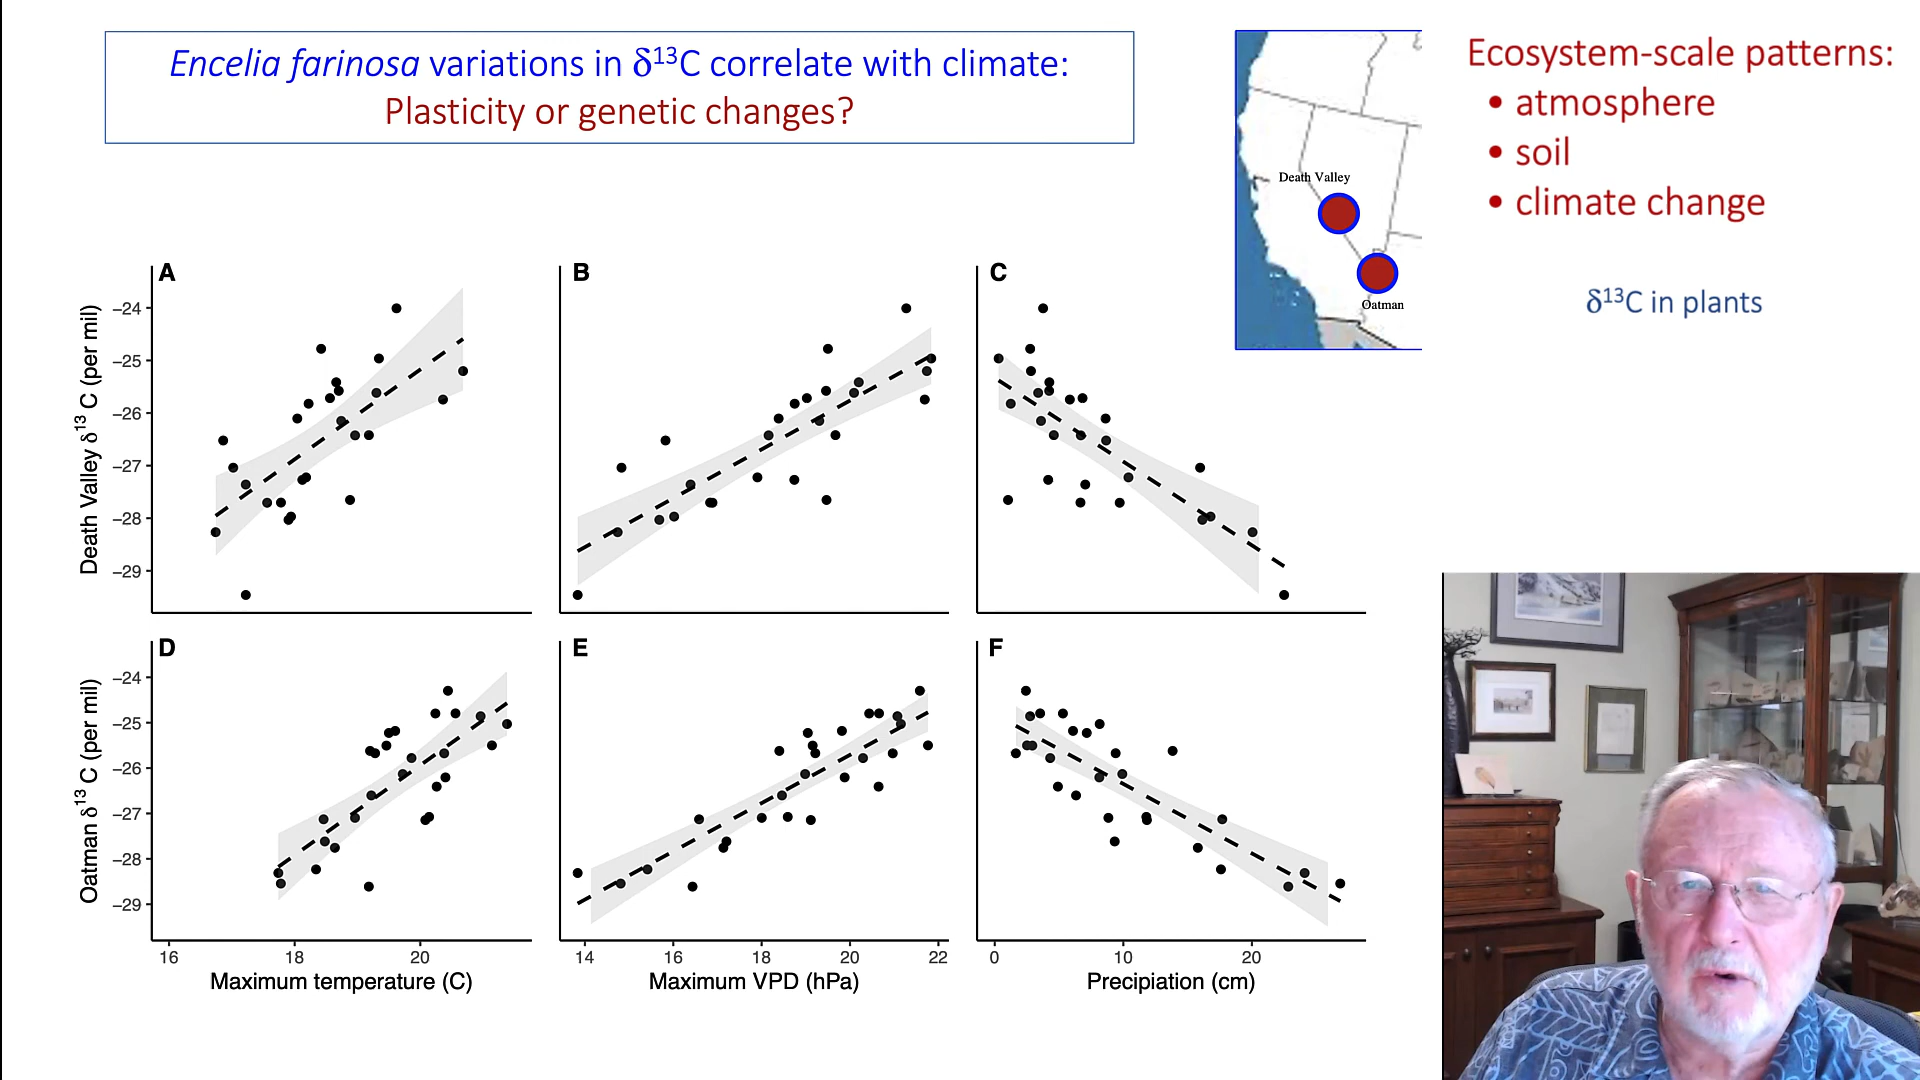 Encelia farinosa variations in δ¹³C correlate with climate:
Plasticity or genetic changes?
Ecosystem-scale patterns:
• atmosphere
• soil
• climate change
δ¹³C in plants
Death Valley
Oatman
A
B
C
Death Valley δ¹³ C (per mil)
−24
−25
−26
−27
−28
−29
D
E
F
Oatman δ¹³ C (per mil)
−24
−25
−26
−27
−28
−29
16 18 20
14 16 18 20 22
0 10 20
Maximum temperature (C)
Maximum VPD (hPa)
Precipiation (cm)